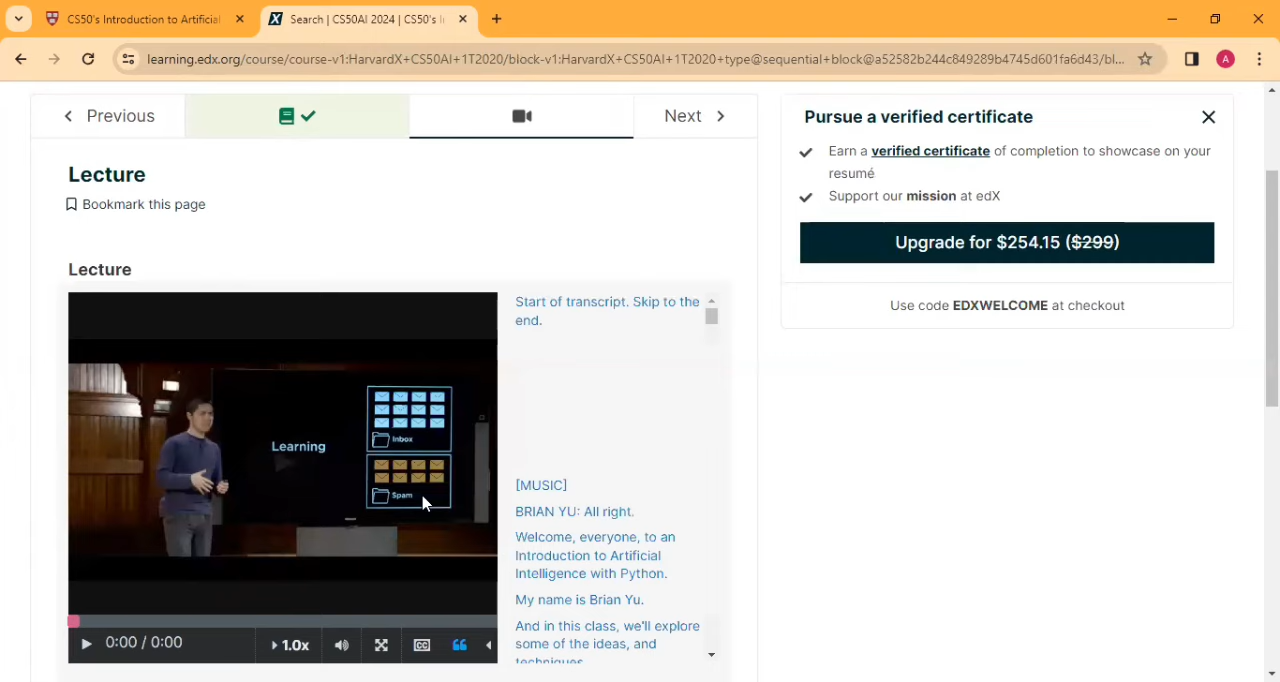 CS50's Introduction to Artificial
Search | CS50AI 2024 | CS50's I
learning.edx.org/course/course-v1:HarvardX+CS50AI+1T2020/block-v1:HarvardX+CS50AI+1T2020+type@sequential+block@a52582b244c849289b4745d601fa6d43/bl...
A
Previous
Next
Lecture
Bookmark this page
Lecture
Learning
Inbox
Spam
Start of transcript. Skip to the
end.
[MUSIC]
BRIAN YU: All right.
Welcome, everyone, to an
Introduction to Artificial
Intelligence with Python.
My name is Brian Yu.
And in this class, we'll explore
some of the ideas, and
techniques
0:00 / 0:00
1.0x
CC
Pursue a verified certificate
Earn a verified certificate of completion to showcase on your
resumé
Support our mission at edX
Upgrade for $254.15 ($299)
Use code EDXWELCOME at checkout